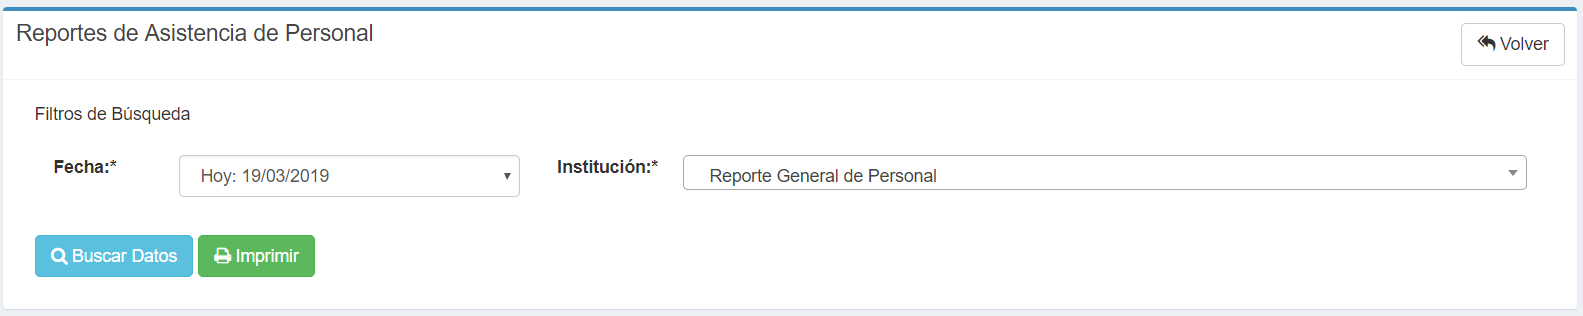 Reportes de Asistencia de Personal
Volver
Filtros de Búsqueda
Fecha:* Hoy: 19/03/2019 Institución:* Reporte General de Personal
Buscar Datos Imprimir